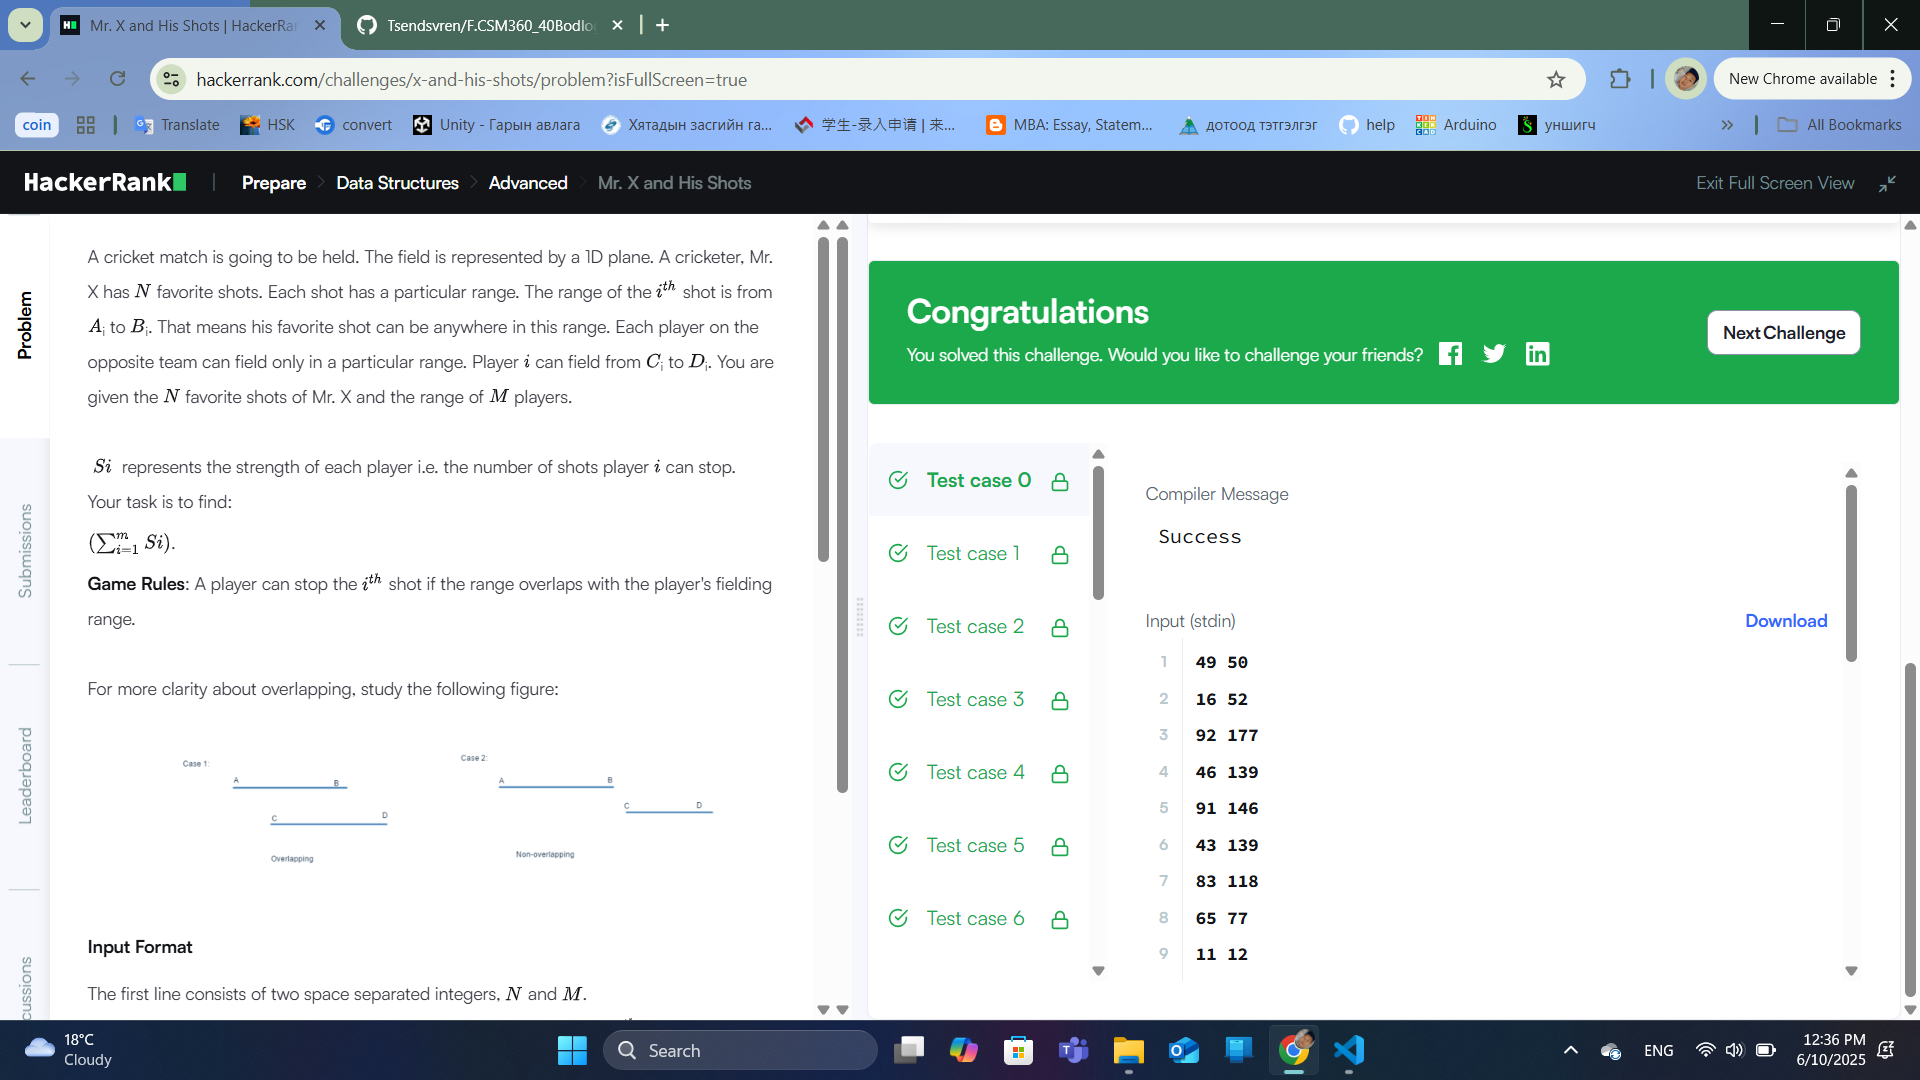 Mr. X and His Shots | HackerRa
Tsendsvren/F.CSM360_40Bodlo
hackerrank.com/challenges/x-and-his-shots/problem?isFullScreen=true
New Chrome available
coin
Translate
HSK
convert
Unity - Гарын авлага
Хятадын засгийн га...
学生-录入申请 | 来...
MBA: Essay, Statem...
дотоод тэтгэлгэг
help
Arduino
уншигч
All Bookmarks
HackerRank
Prepare
Data Structures
Advanced
Mr. X and His Shots
Exit Full Screen View
Problem
Submissions
Leaderboard
cussions
A cricket match is going to be held. The field is represented by a 1D plane. A cricketer, Mr.
X has N favorite shots. Each shot has a particular range. The range of the i^th shot is from
A_i to B_i. That means his favorite shot can be anywhere in this range. Each player on the
opposite team can field only in a particular range. Player i can field from C_i to D_i. You are
given the N favorite shots of Mr. X and the range of M players.
Si represents the strength of each player i.e. the number of shots player i can stop.
Your task is to find:
(∑_{i=1}^m Si).
Game Rules: A player can stop the i^th shot if the range overlaps with the player's fielding
range.
For more clarity about overlapping, study the following figure:
Case 1:
A B
C D
Overlapping
Case 2:
A B
C D
Non-overlapping
Input Format
The first line consists of two space separated integers, N and M.
Congratulations
You solved this challenge. Would you like to challenge your friends?
Next Challenge
Test case 0
Test case 1
Test case 2
Test case 3
Test case 4
Test case 5
Test case 6
Compiler Message
Success
Input (stdin)
Download
1 49 50
2 16 52
3 92 177
4 46 139
5 91 146
6 43 139
7 83 118
8 65 77
9 11 12
18°C
Cloudy
Search
ENG
12:36 PM
6/10/2025